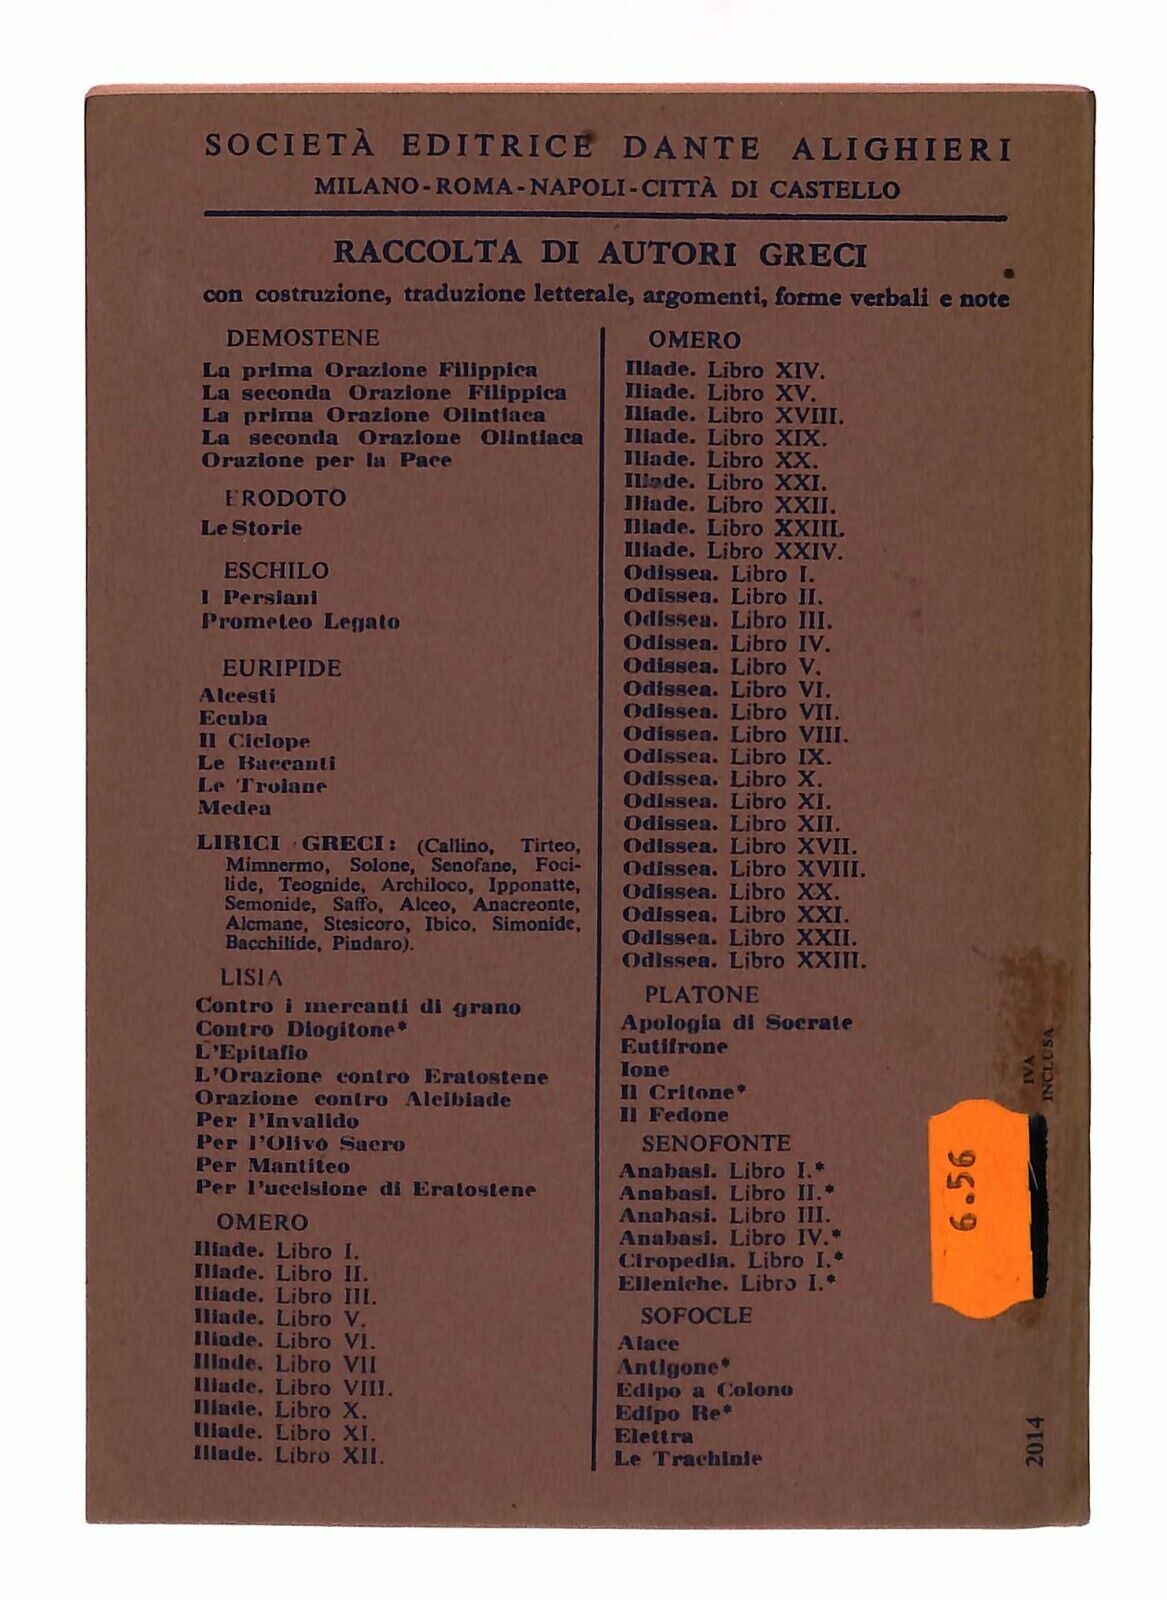 SOCIETÀ EDITRICE DANTE ALIGHIERI
MILANO-ROMA-NAPOLI-CITTÀ DI CASTELLO
RACCOLTA DI AUTORI GRECI
con costruzione, traduzione letterale, argomenti, forme verbali e note
DEMOSTENE
La prima Orazione Filippica
La seconda Orazione Filippica
La prima Orazione Olintiaca
La seconda Orazione Olintiaca
Orazione per la Pace
ERODOTO
Le Storie
ESCHILO
I Persiani
Prometeo Legato
EURIPIDE
Alcesti
Ecuba
Il Ciclope
Le Baccanti
Le Troiane
Medea
LIRICI GRECI: (Callino, Tirteo,
Mimnermo, Solone, Senofane, Foci-
lide, Teognide, Archiloco, Ipponatte,
Semonide, Saffo, Alceo, Anacreonte,
Alcmane, Stesicoro, Ibico, Simonide,
Bacchilide, Pindaro).
LISIA
Contro i mercanti di grano
Contro Diogitone*
L'Epitafio
L'Orazione contro Eratostene
Orazione contro Alcibiade
Per l'Invalido
Per l'Olivo Sacro
Per Mantiteo
Per l'uccisione di Eratostene
OMERO
Iliade. Libro I.
Iliade. Libro II.
Iliade. Libro III.
Iliade. Libro V.
Iliade. Libro VI.
Iliade. Libro VII
Iliade. Libro VIII.
Iliade. Libro X.
Iliade. Libro XI.
Iliade. Libro XII.
OMERO
Iliade. Libro XIV.
Iliade. Libro XV.
Iliade. Libro XVIII.
Iliade. Libro XIX.
Iliade. Libro XX.
Iliade. Libro XXI.
Iliade. Libro XXII.
Iliade. Libro XXIII.
Iliade. Libro XXIV.
Odissea. Libro I.
Odissea. Libro II.
Odissea. Libro III.
Odissea. Libro IV.
Odissea. Libro V.
Odissea. Libro VI.
Odissea. Libro VII.
Odissea. Libro VIII.
Odissea. Libro IX.
Odissea. Libro X.
Odissea. Libro XI.
Odissea. Libro XII.
Odissea. Libro XVII.
Odissea. Libro XVIII.
Odissea. Libro XX.
Odissea. Libro XXI.
Odissea. Libro XXII.
Odissea. Libro XXIII.
PLATONE
Apologia di Socrate
Eutifrone
Ione
Il Critone*
Il Fedone
SENOFONTE
Anabasi. Libro I.*
Anabasi. Libro II.*
Anabasi. Libro III.
Anabasi. Libro IV.*
Ciropedia. Libro I.*
Elleniche. Libro I.*
SOFOCLE
Aiace
Antigone*
Edipo a Colono
Edipo Re*
Elettra
Le Trachinie
IVA
INCLUSA
6.56
2014